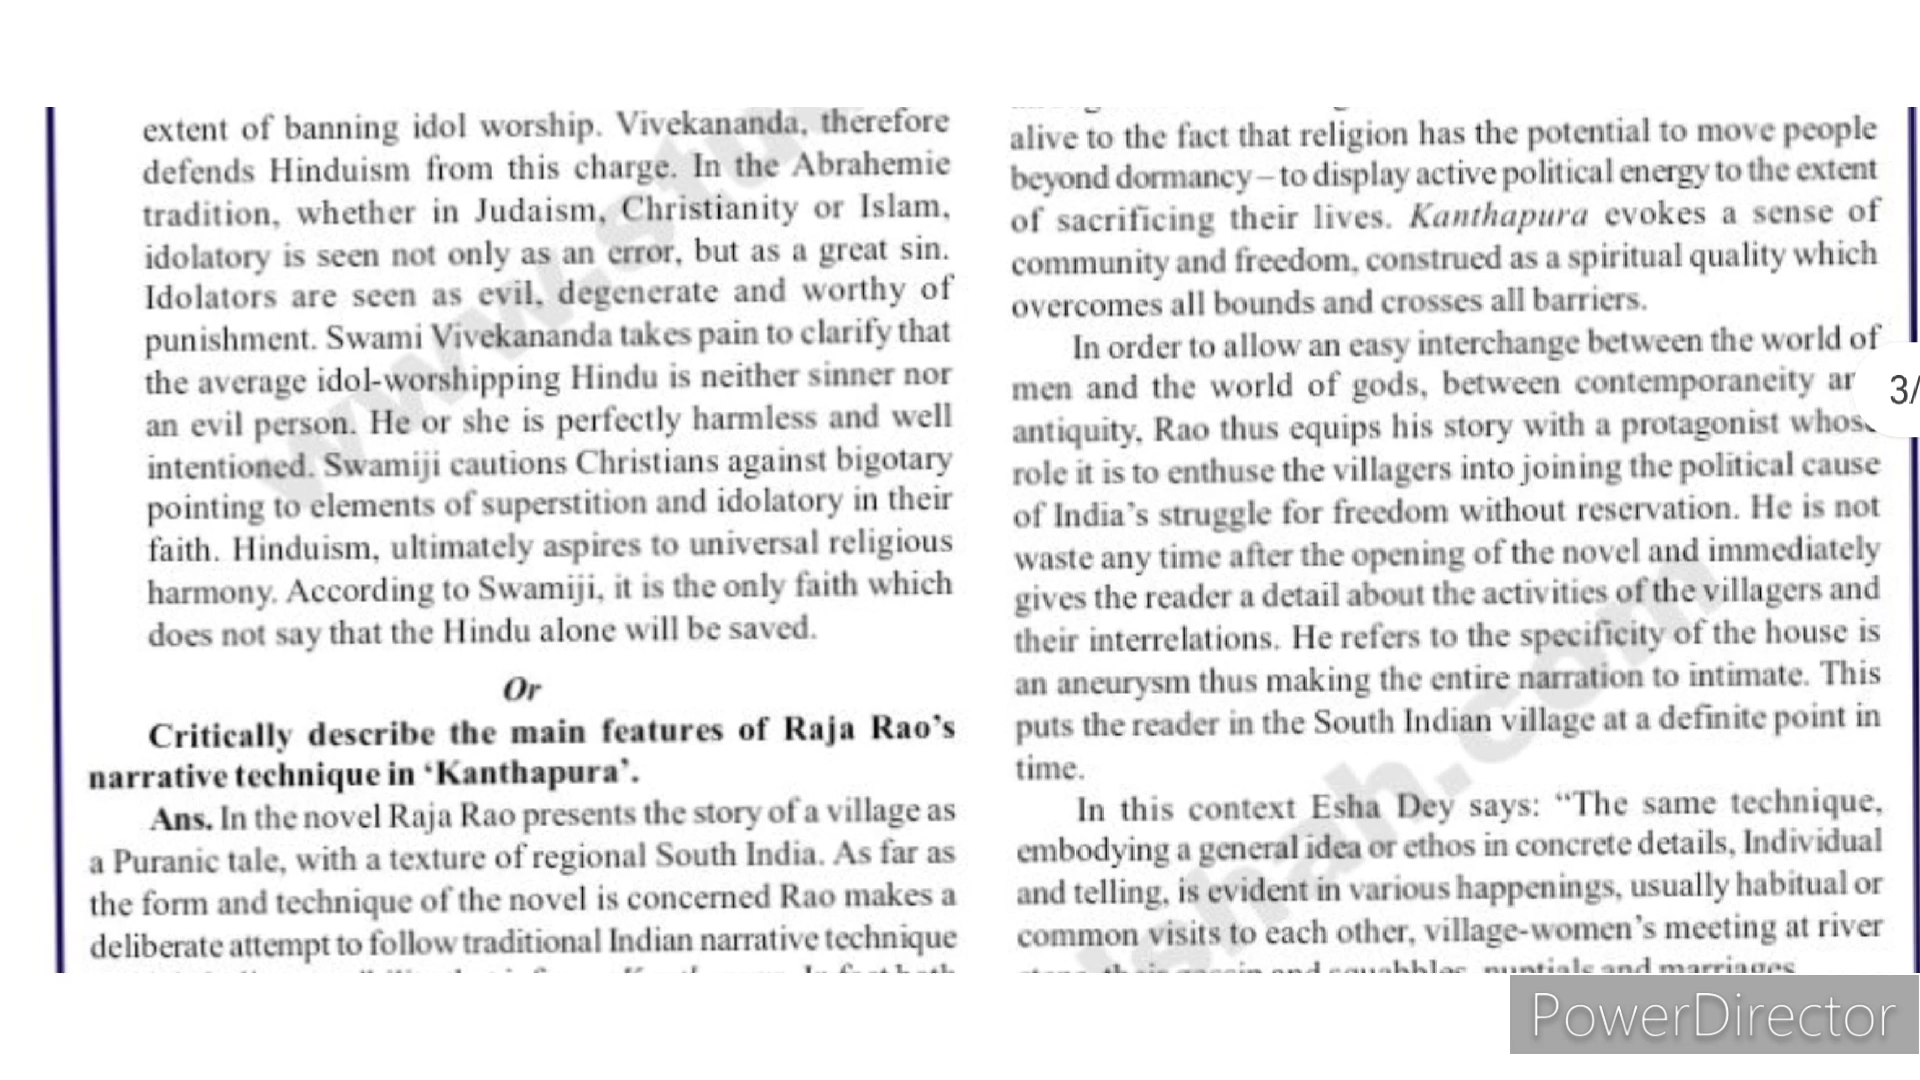 extent of banning idol worship. Vivekananda, therefore
defends Hinduism from this charge. In the Abrahemie
tradition, whether in Judaism, Christianity or Islam,
idolatory is seen not only as an error, but as a great sin.
Idolators are seen as evil, degenerate and worthy of
punishment. Swami Vivekananda takes pain to clarify that
the average idol-worshipping Hindu is neither sinner nor
an evil person. He or she is perfectly harmless and well
intentioned. Swamiji cautions Christians against bigotary
pointing to elements of superstition and idolatory in their
faith. Hinduism, ultimately aspires to universal religious
harmony. According to Swamiji, it is the only faith which
does not say that the Hindu alone will be saved.
Or
Critically describe the main features of Raja Rao's
narrative technique in ‘Kanthapura’.
Ans. In the novel Raja Rao presents the story of a village as
a Puranic tale, with a texture of regional South India. As far as
the form and technique of the novel is concerned Rao makes a
deliberate attempt to follow traditional Indian narrative technique
alive to the fact that religion has the potential to move people
beyond dormancy – to display active political energy to the extent
of sacrificing their lives. Kanthapura evokes a sense of
community and freedom, construed as a spiritual quality which
overcomes all bounds and crosses all barriers.
In order to allow an easy interchange between the world of
men and the world of gods, between contemporaneity
antiquity, Rao thus equips his story with a protagonist
role it is to enthuse the villagers into joining the political cause
of India's struggle for freedom without reservation. He is not
waste any time after the opening of the novel and immediately
gives the reader a detail about the activities of the villagers and
their interrelations. He refers to the specificity of the house is
an aneurysm thus making the entire narration to intimate. This
puts the reader in the South Indian village at a definite point in
time.
In this context Esha Dey says: “The same technique,
embodying a general idea or ethos in concrete details, Individual
and telling, is evident in various happenings, usually habitual or
common visits to each other, village-women's meeting at river
nuptials and marriages
3/
PowerDirector